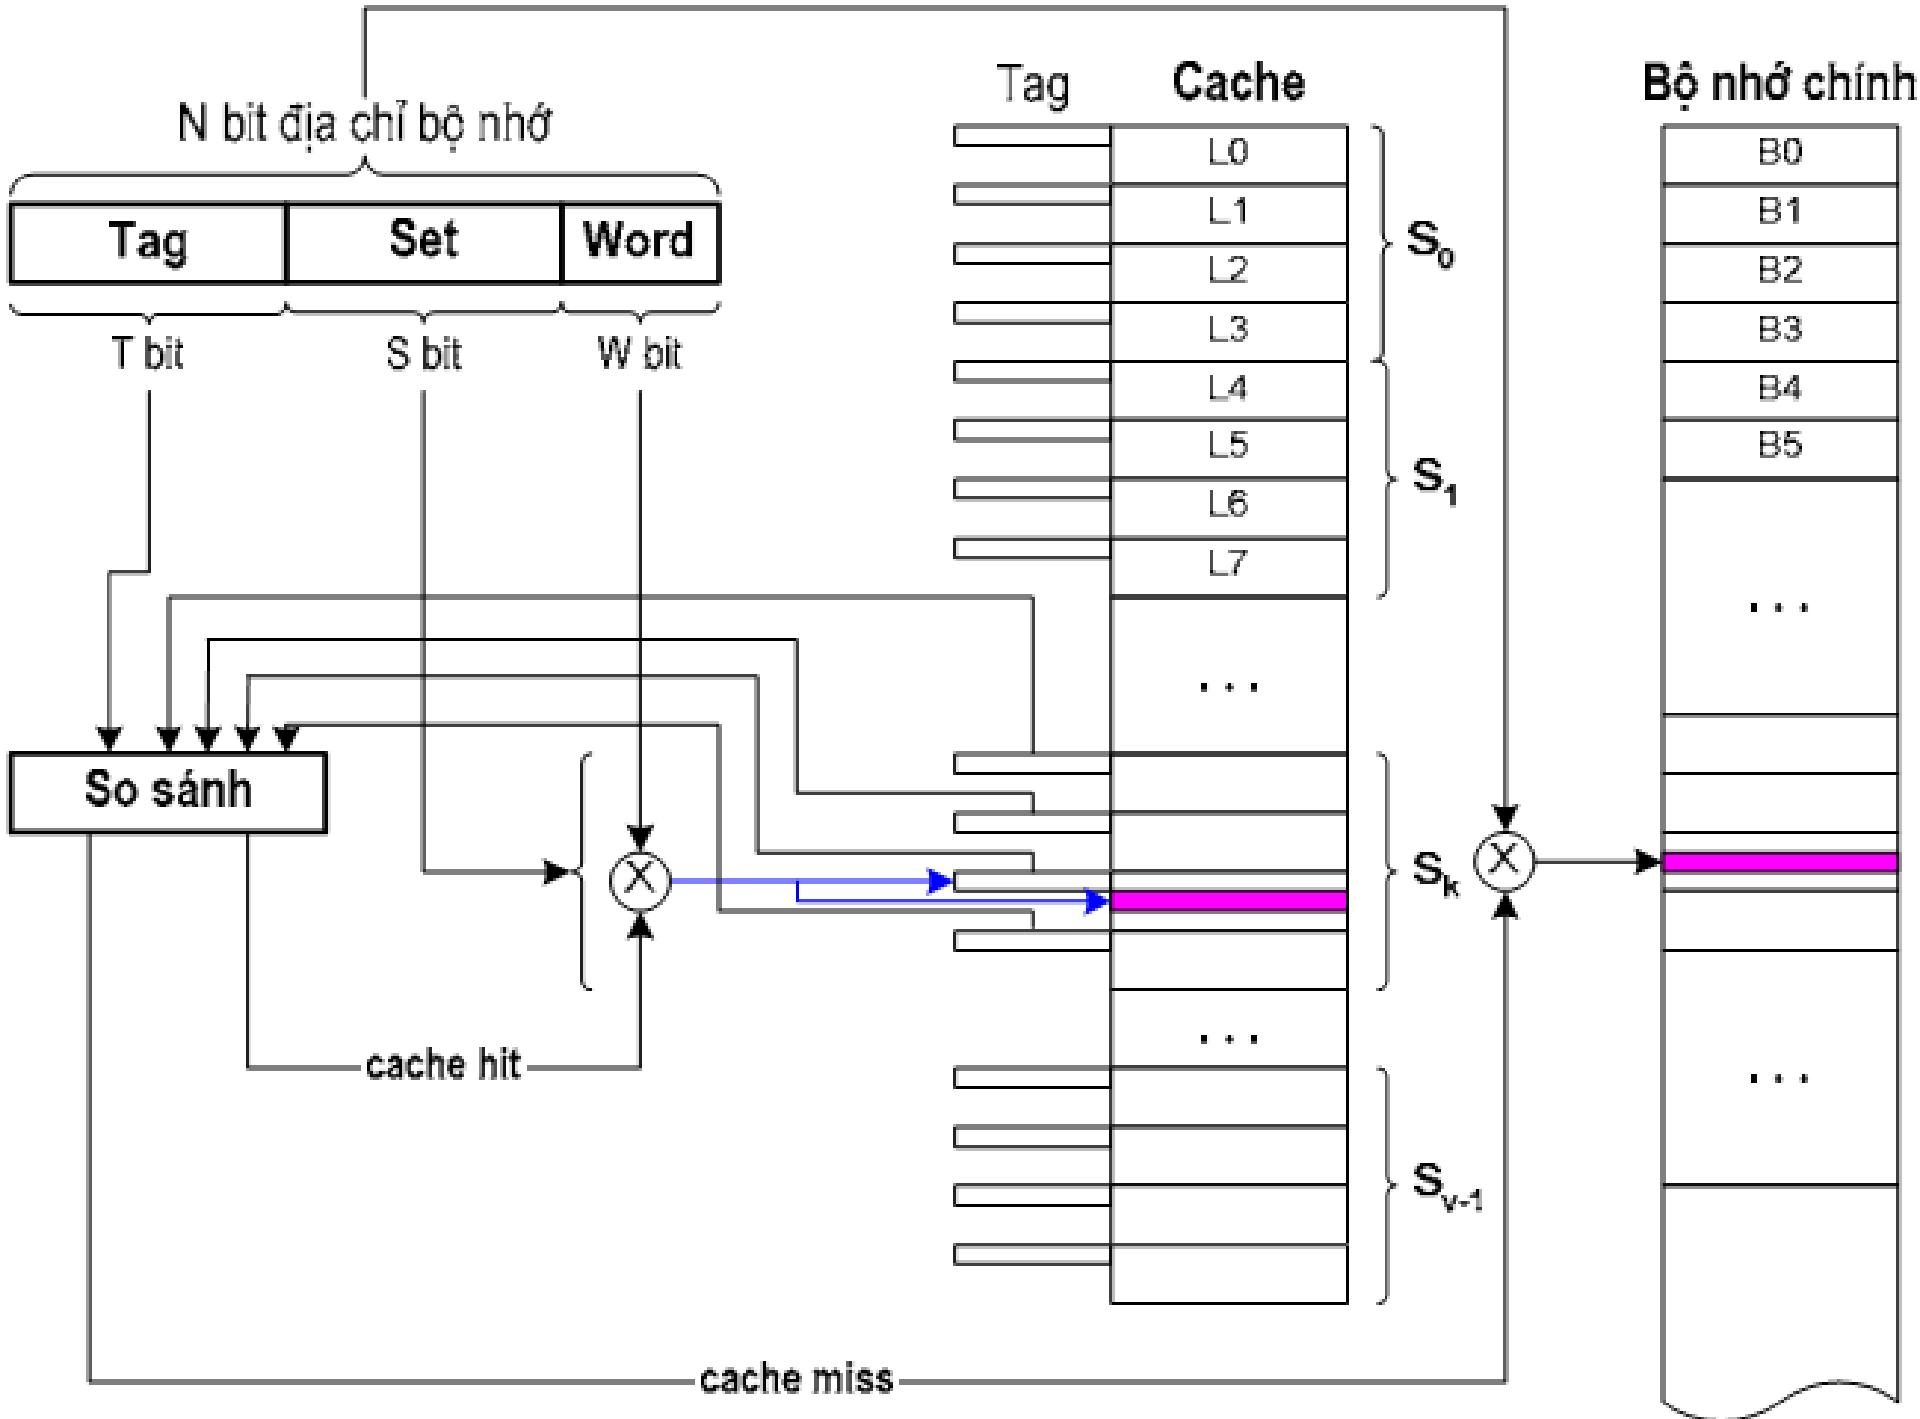 Tag
Cache
Bộ nhớ chính
N bit địa chỉ bộ nhớ
Tag
Set
Word
T bit
S bit
W bit
L0
L1
L2
L3
L4
L5
L6
L7
. . .
. . .
S0
S1
Sk
Sv-1
B0
B1
B2
B3
B4
B5
. . .
. . .
So sánh
X
X
cache hit
cache miss